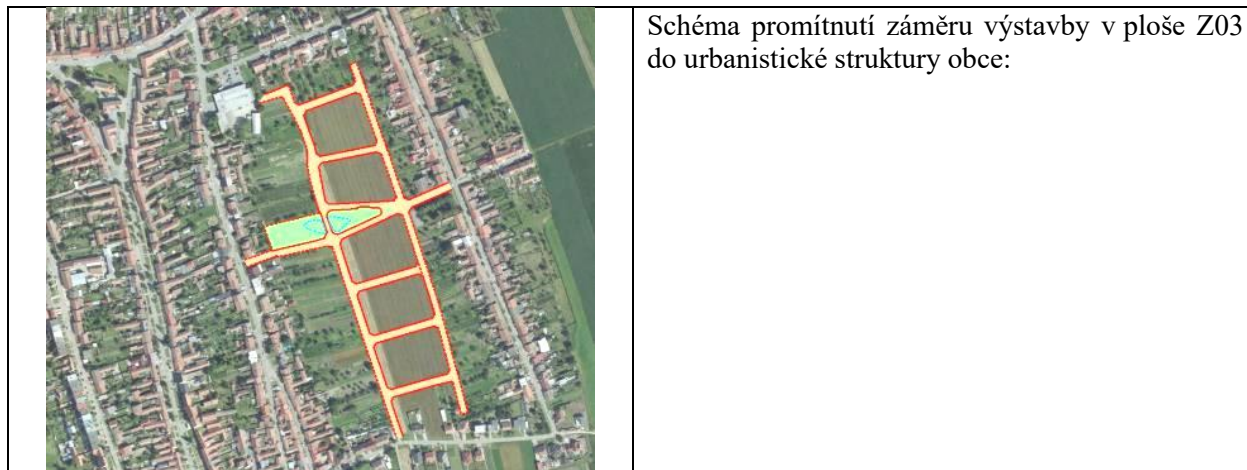 Schéma promítnutí záměru výstavby v ploše Z03
do urbanistické struktury obce: